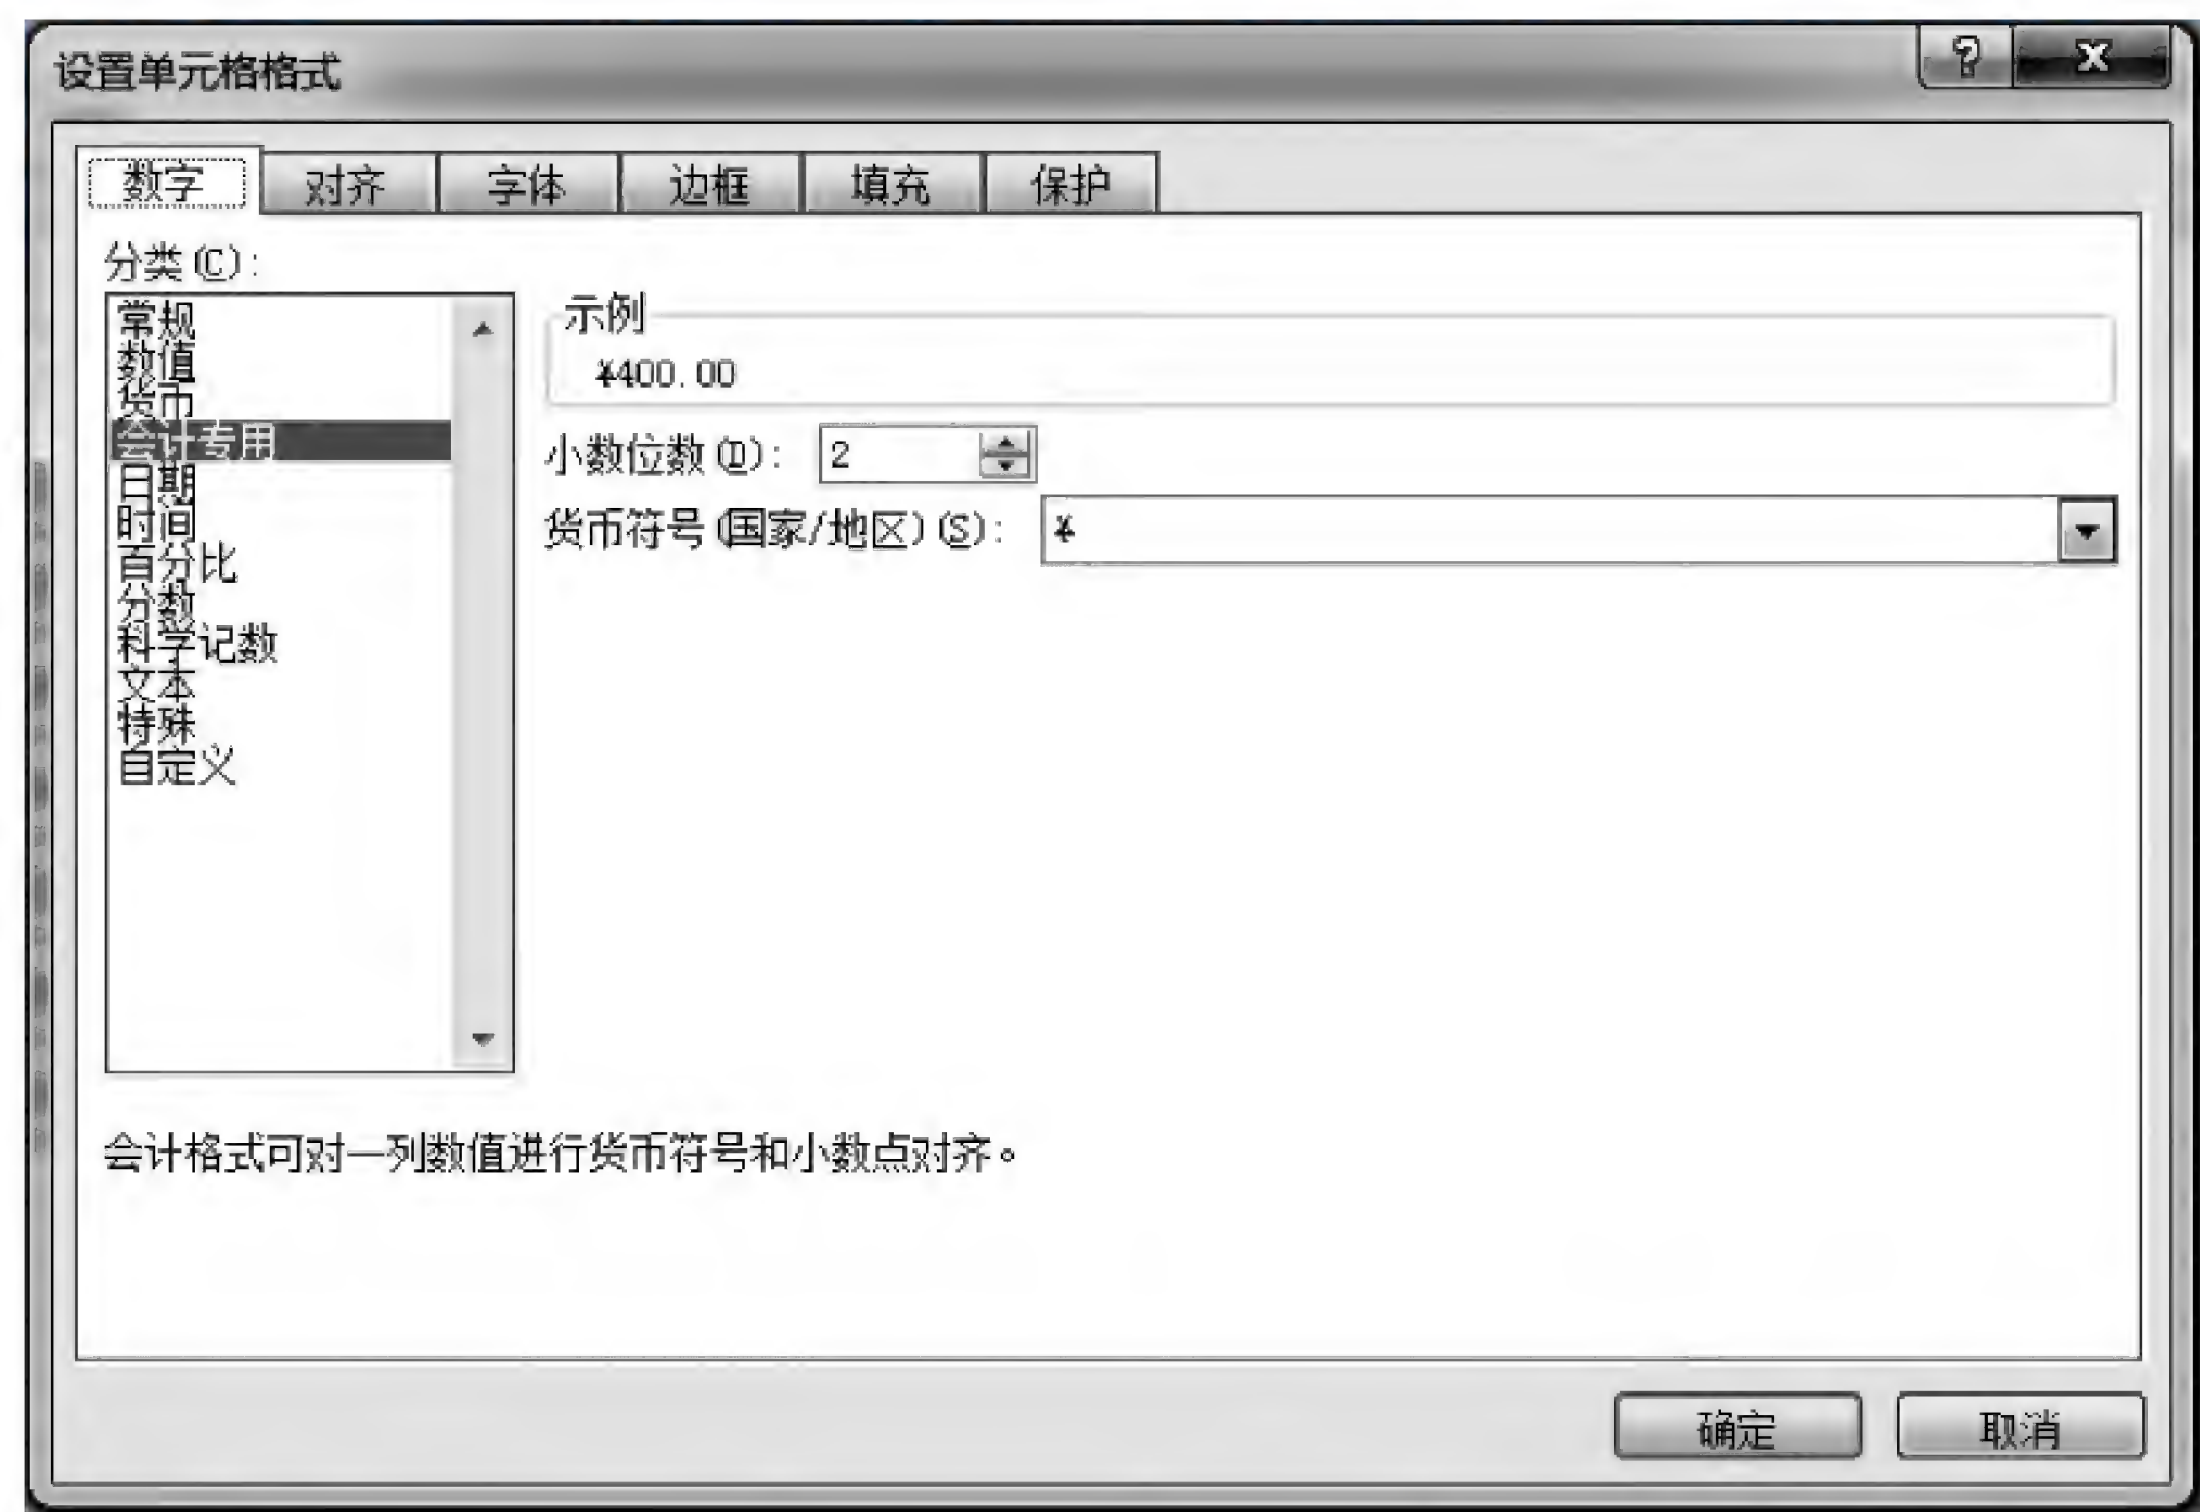 设置单元格格式
数字 对齐 字体 边框 填充 保护
分类(C):
常规
数值
货币
会计专用
日期
时间
百分比
分数
科学记数
文本
特殊
自定义
示例
¥400.00
小数位数(D): 2
货币符号(国家/地区)(S): ¥
会计格式可对一列数值进行货币符号和小数点对齐。
确定 取消